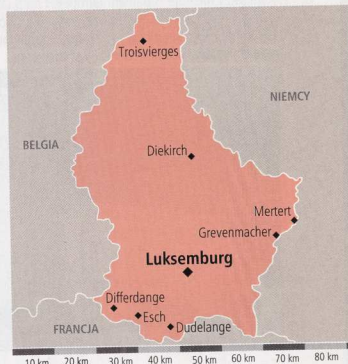 Troisvierges
NIEMCY
BELGIA
Diekirch
Mertert
Grevenmacher
Luksemburg
Differdange
Esch
Dudelange
FRANCJA
10 km 20 km 30 km 40 km 50 km 60 km 70 km 80 km